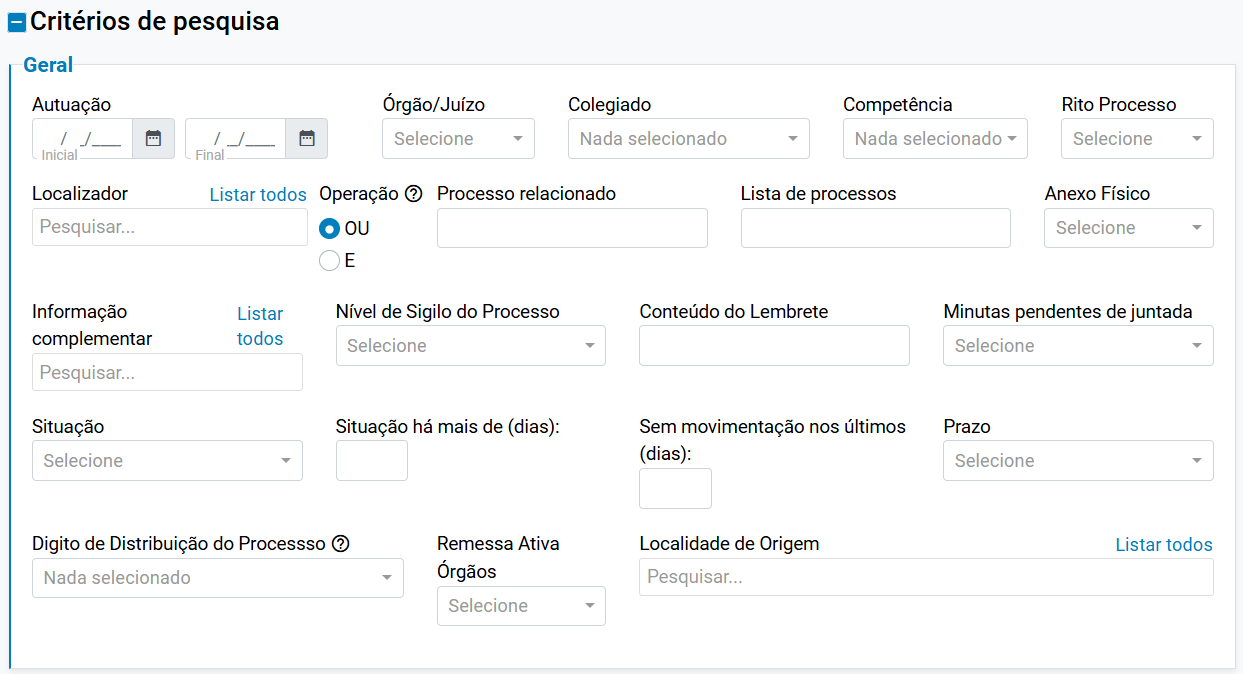 Critérios de pesquisa
Geral
Autuação
Órgão/Juízo
Colegiado
Competência
Rito Processo
/ _/____
Inicial
/ _/____
Final
Selecione
Nada selecionado
Nada selecionado
Selecione
Localizador
Listar todos
Operação
Processo relacionado
Lista de processos
Anexo Físico
Pesquisar...
OU
E
Selecione
Informação
complementar
Listar
todos
Nível de Sigilo do Processo
Conteúdo do Lembrete
Minutas pendentes de juntada
Pesquisar...
Selecione
Selecione
Situação
Situação há mais de (dias):
Sem movimentação nos últimos
(dias):
Prazo
Selecione
Selecione
Digito de Distribuição do Processso
Remessa Ativa
Órgãos
Localidade de Origem
Listar todos
Nada selecionado
Selecione
Pesquisar...